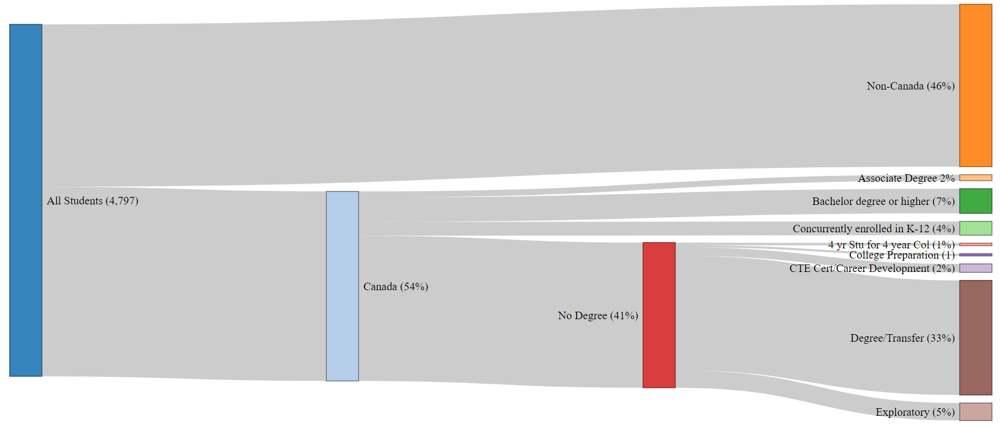 Non-Canada (46%)
Associate Degree 2%
All Students (4,797)
Bachelor degree or higher (7%)
Concurrently enrolled in K-12 (4%)
4 yr Stu for 4 year Col (1%)
College Preparation (1)
CTE Cert/Career Development (2%)
Canada (54%)
No Degree (41%)
Degree/Transfer (33%)
Exploratory (5%)